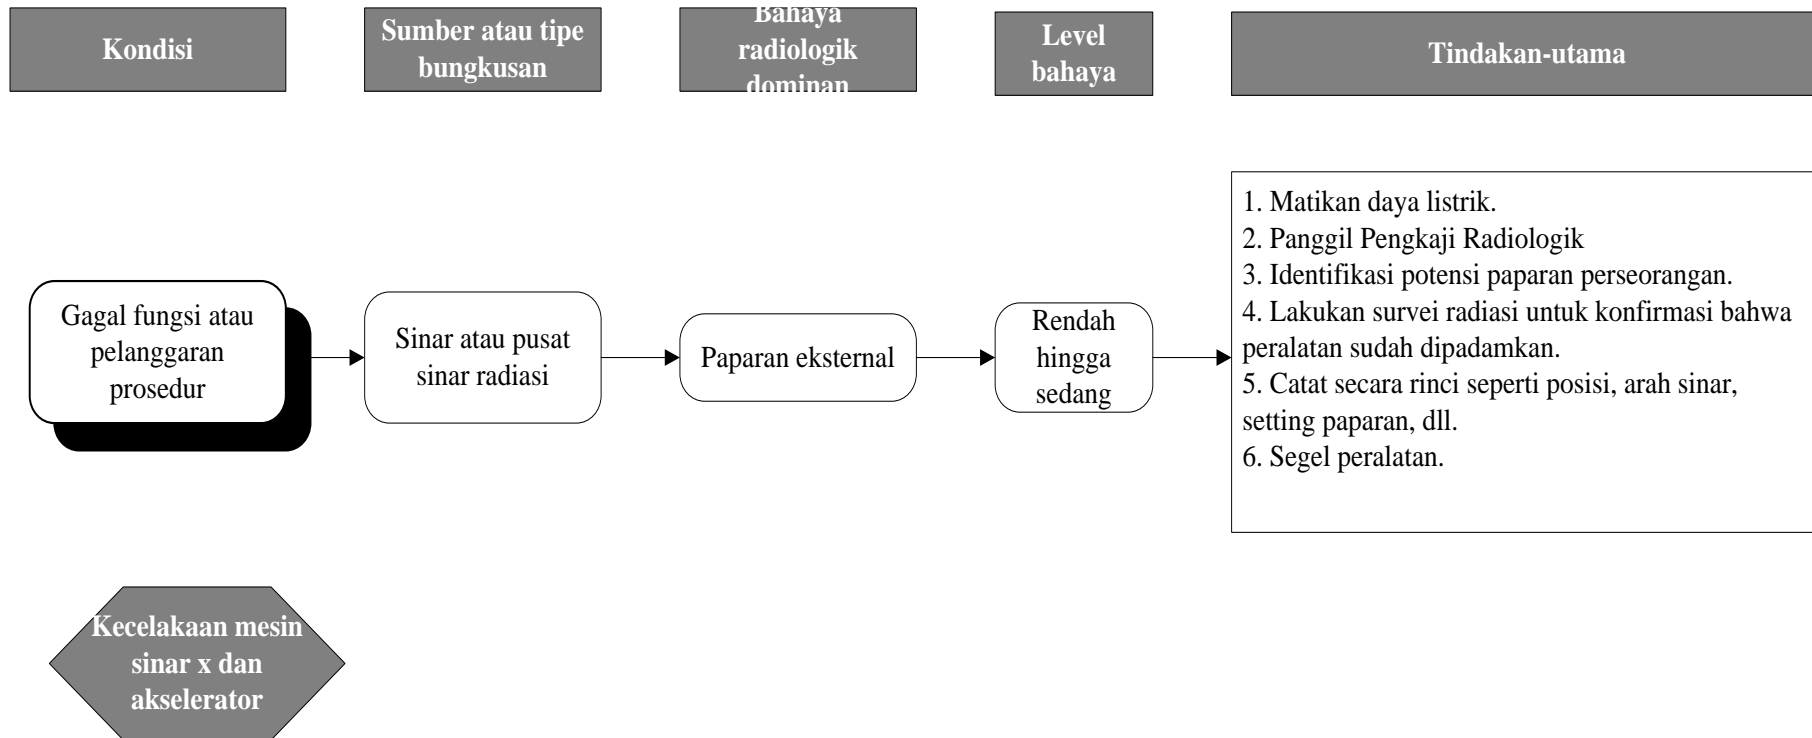 Kondisi
Sumber atau tipe
bungkusan
Bahaya
radiologik
dominan
Level
bahaya
Tindakan-utama
Gagal fungsi atau
pelanggaran
prosedur
Sinar atau pusat
sinar radiasi
Paparan eksternal
Rendah
hingga
sedang
1. Matikan daya listrik.
2. Panggil Pengkaji Radiologik
3. Identifikasi potensi paparan perseorangan.
4. Lakukan survei radiasi untuk konfirmasi bahwa
peralatan sudah dipadamkan.
5. Catat secara rinci seperti posisi, arah sinar,
setting paparan, dll.
6. Segel peralatan.
Kecelakaan mesin
sinar x dan
akselerator